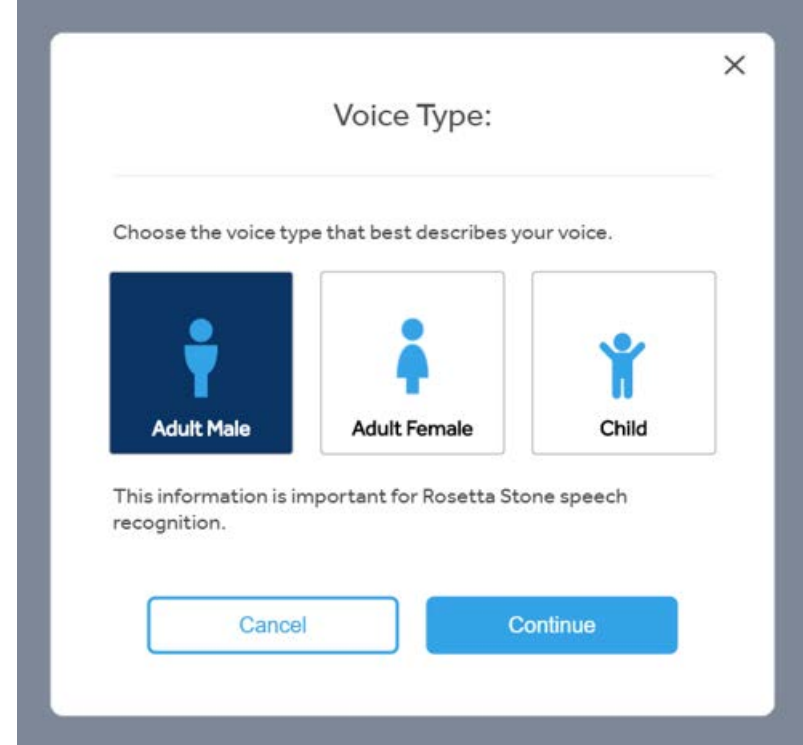 Voice Type:
Choose the voice type that best describes your voice.
Adult Male
Adult Female
Child
This information is important for Rosetta Stone speech
recognition.
Cancel
Continue